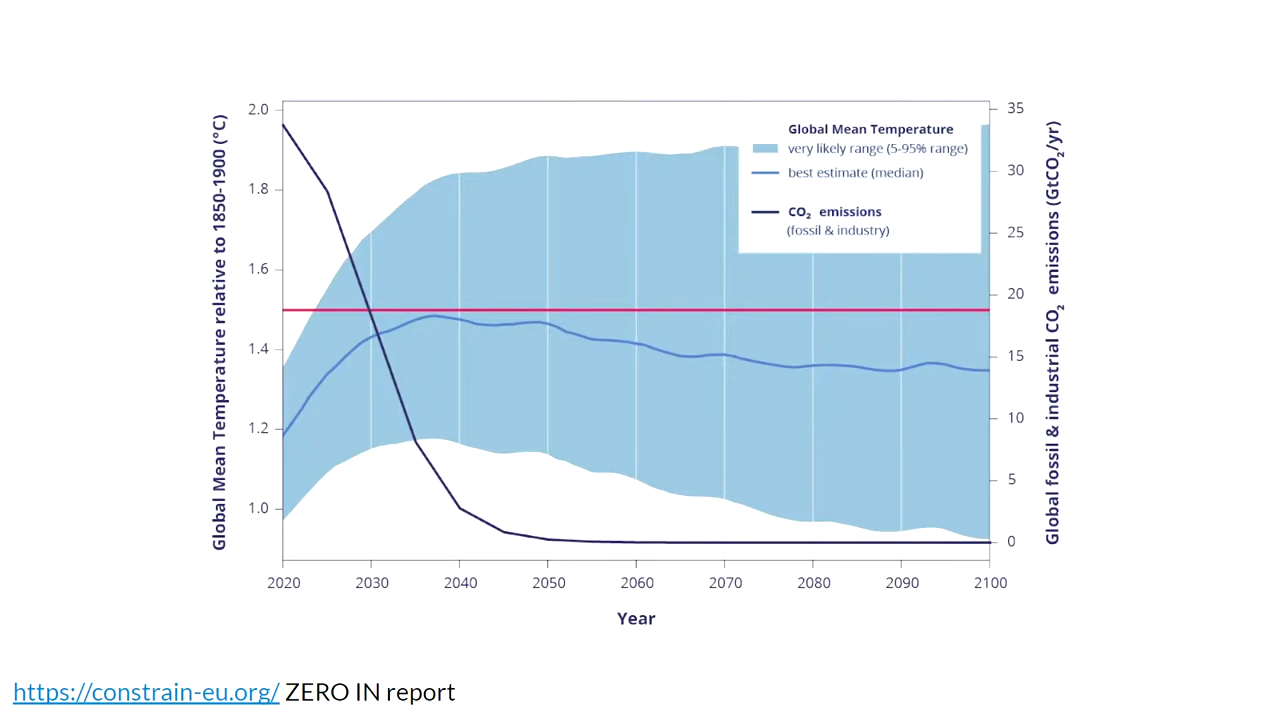 Global Mean Temperature relative to 1850-1900 (°C)
2.0
1.8
1.6
1.4
1.2
1.0
Global Mean Temperature
very likely range (5-95% range)
best estimate (median)
CO₂ emissions
(fossil & industry)
35
30
25
20
15
10
5
0
Global fossil & industrial CO₂ emissions (GtCO₂/yr)
2020 2030 2040 2050 2060 2070 2080 2090 2100
Year
https://constrain-eu.org/ ZERO IN report